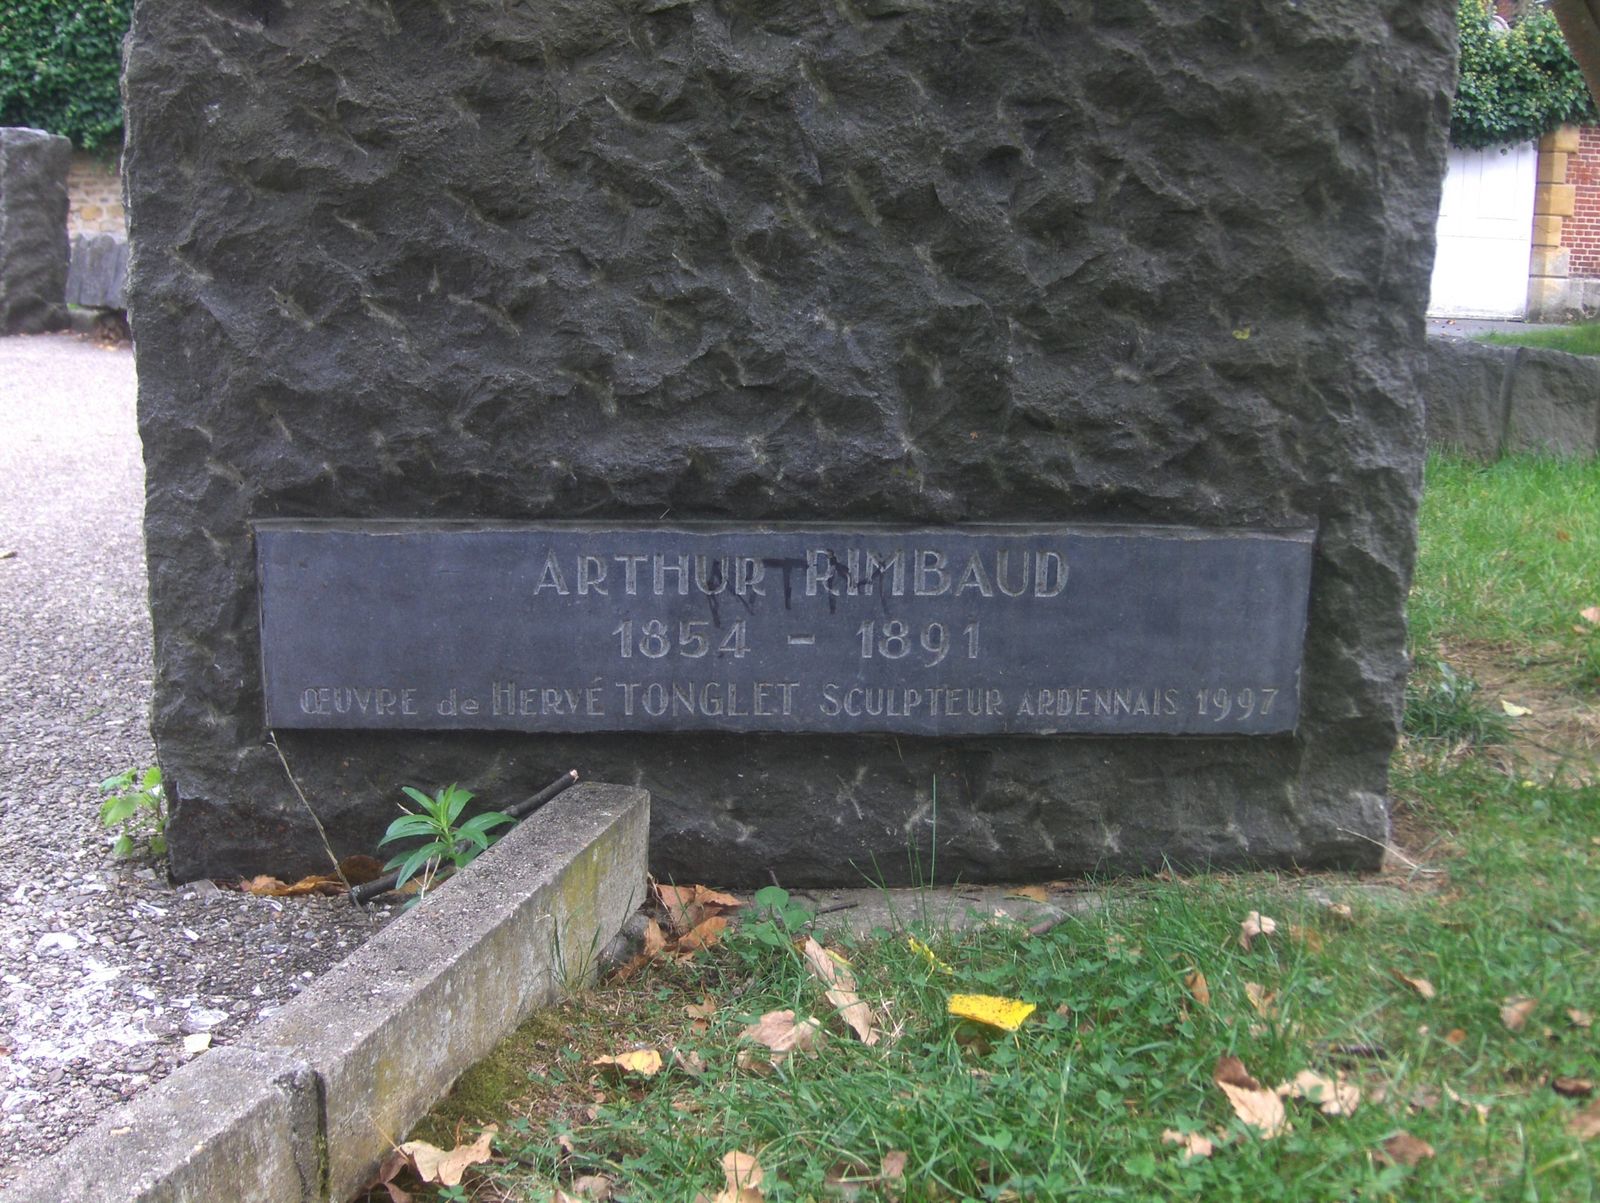 ARTHUR RIMBAUD
1854 - 1891
ŒUVRE de HERVÉ TONGLET SCULPTEUR ARDENNAIS 1997